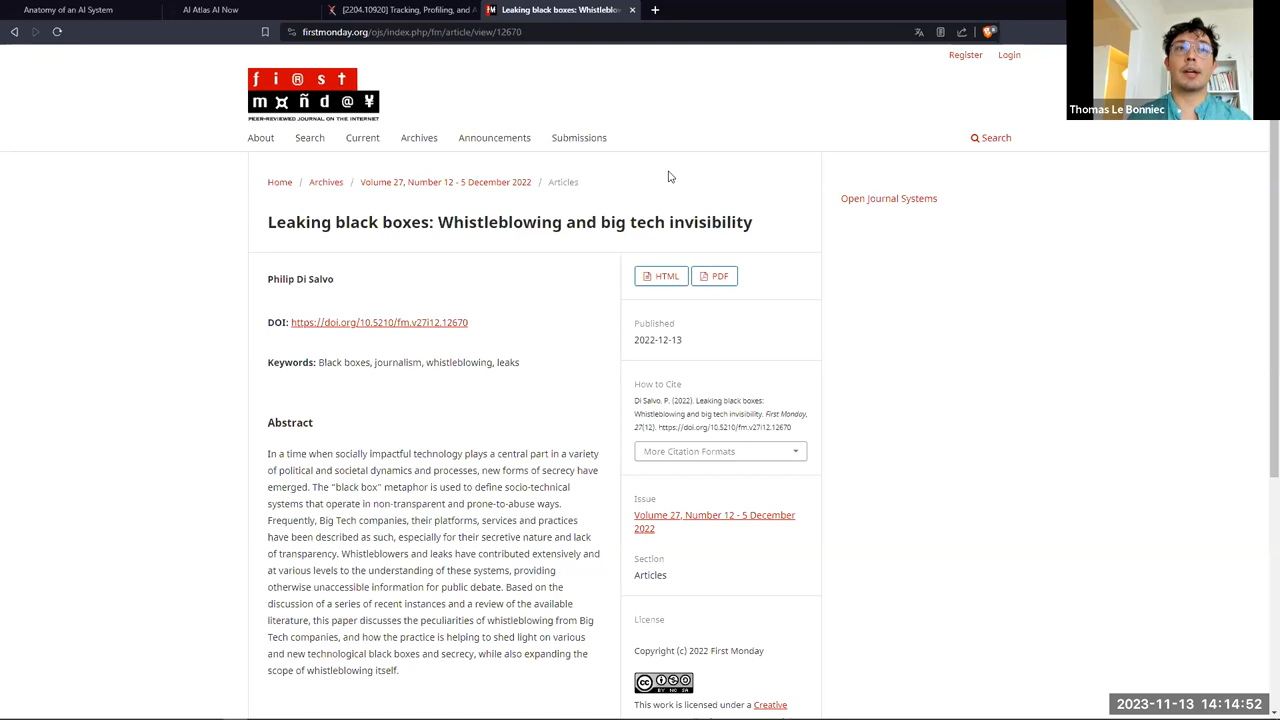 Anatomy of an AI System
AI Atlas AI Now
[2204.10920] Tracking, Profiling, and A
Leaking black boxes: Whistleblow
firstmonday.org/ojs/index.php/fm/article/view/12670
Register Login
fi®st
m¤ñd@¥
PEER-REVIEWED JOURNAL ON THE INTERNET
About Search Current Archives Announcements Submissions
Search
Thomas Le Bonniec
Home / Archives / Volume 27, Number 12 - 5 December 2022 / Articles
Open Journal Systems
Leaking black boxes: Whistleblowing and big tech invisibility
Philip Di Salvo
DOI: https://doi.org/10.5210/fm.v27i12.12670
Keywords: Black boxes, journalism, whistleblowing, leaks
Abstract
In a time when socially impactful technology plays a central part in a variety
of political and societal dynamics and processes, new forms of secrecy have
emerged. The “black box” metaphor is used to define socio-technical
systems that operate in non-transparent and prone-to-abuse ways.
Frequently, Big Tech companies, their platforms, services and practices
have been described as such, especially for their secretive nature and lack
of transparency. Whistleblowers and leaks have contributed extensively and
at various levels to the understanding of these systems, providing
otherwise unaccessible information for public debate. Based on the
discussion of a series of recent instances and a review of the available
literature, this paper discusses the peculiarities of whistleblowing from Big
Tech companies, and how the practice is helping to shed light on various
and new technological black boxes and secrecy, while also expanding the
scope of whistleblowing itself.
HTML PDF
Published
2022-12-13
How to Cite
Di Salvo, P. (2022). Leaking black boxes:
Whistleblowing and big tech invisibility. First Monday,
27(12). https://doi.org/10.5210/fm.v27i12.12670
More Citation Formats
Issue
Volume 27, Number 12 - 5 December
2022
Section
Articles
License
Copyright (c) 2022 First Monday
cc BY NC SA
This work is licensed under a Creative
2023-11-13 14:14:52